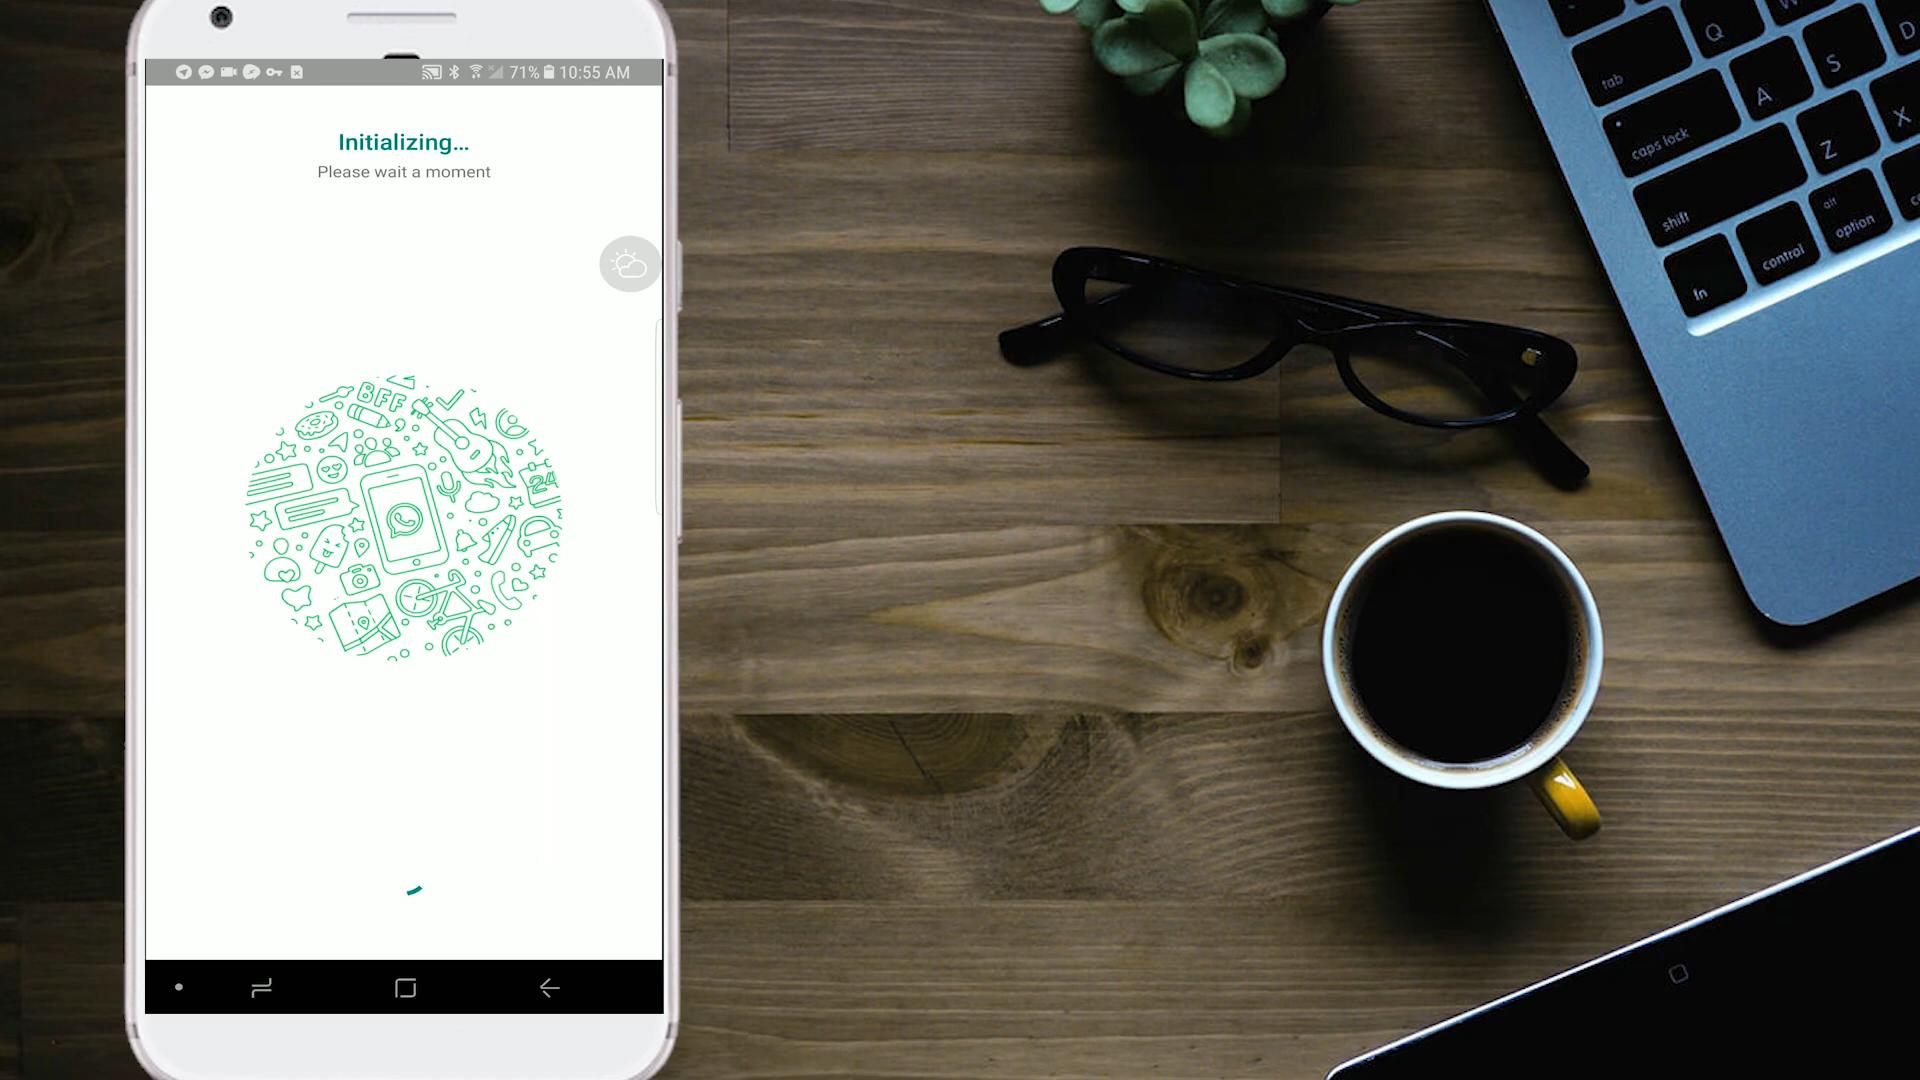 71% 10:55 AM
Initializing...
Please wait a moment
BFF
24
Q
W
tab
A
S
D
caps lock
Z
X
shift
alt
option
control
fn